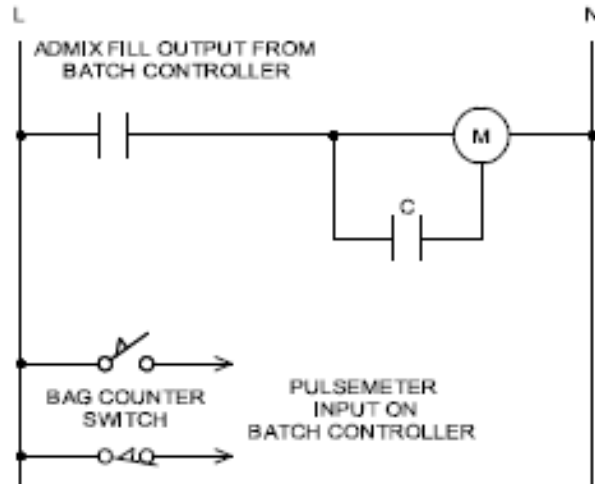 L
N
ADMIX FILL OUTPUT FROM
BATCH CONTROLLER
M
C
BAG COUNTER
SWITCH
PULSEMETER
INPUT ON
BATCH CONTROLLER